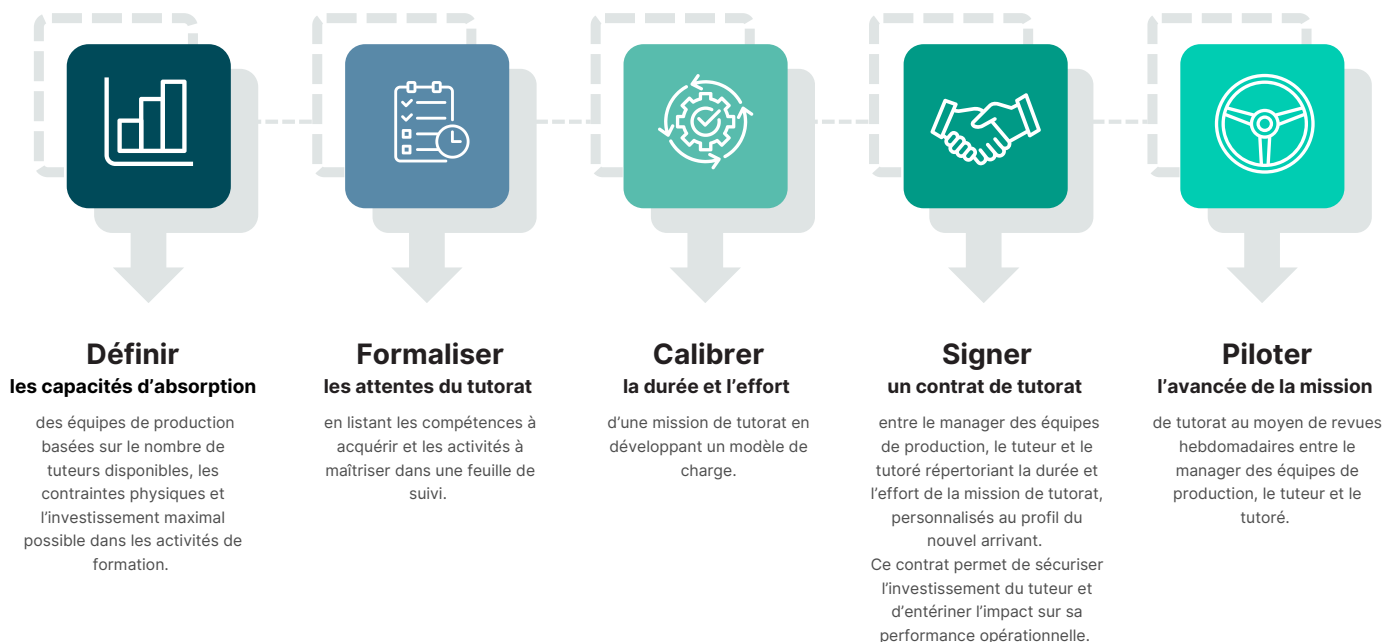 Définir
les capacités d’absorption
des équipes de production
basées sur le nombre de
tuteurs disponibles, les
contraintes physiques et
l’investissement maximal
possible dans les activités de
formation.
Formaliser
les attentes du tutorat
en listant les compétences à
acquérir et les activités à
maîtriser dans une feuille de
suivi.
Calibrer
la durée et l’effort
d’une mission de tutorat en
développant un modèle de
charge.
Signer
un contrat de tutorat
entre le manager des équipes
de production, le tuteur et le
tutoré répertoriant la durée et
l’effort de la mission de tutorat,
personnalisés au profil du
nouvel arrivant.
Ce contrat permet de sécuriser
l’investissement du tuteur et
d’entériner l’impact sur sa
performance opérationnelle.
Piloter
l’avancée de la mission
de tutorat au moyen de revues
hebdomadaires entre le
manager des équipes de
production, le tuteur et le
tutoré.